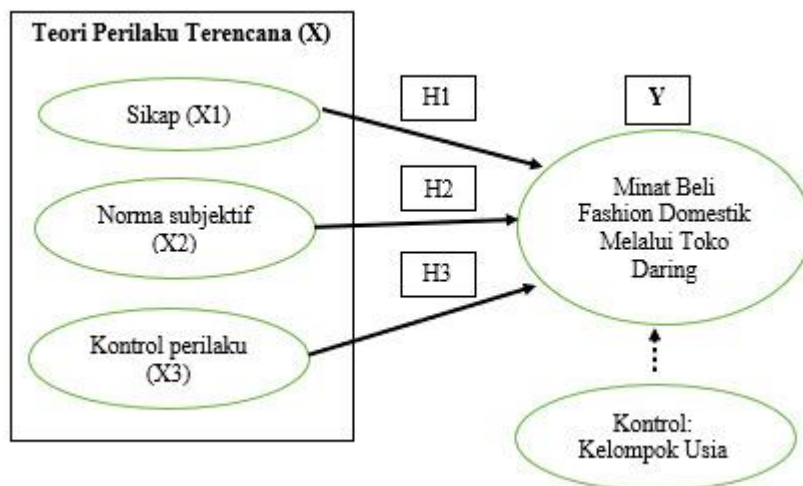 Teori Perilaku Terencana (X)
Sikap (X1)
Norma subjektif
(X2)
Kontrol perilaku
(X3)
H1
H2
H3
Y
Minat Beli
Fashion Domestik
Melalui Toko
Daring
Kontrol:
Kelompok Usia